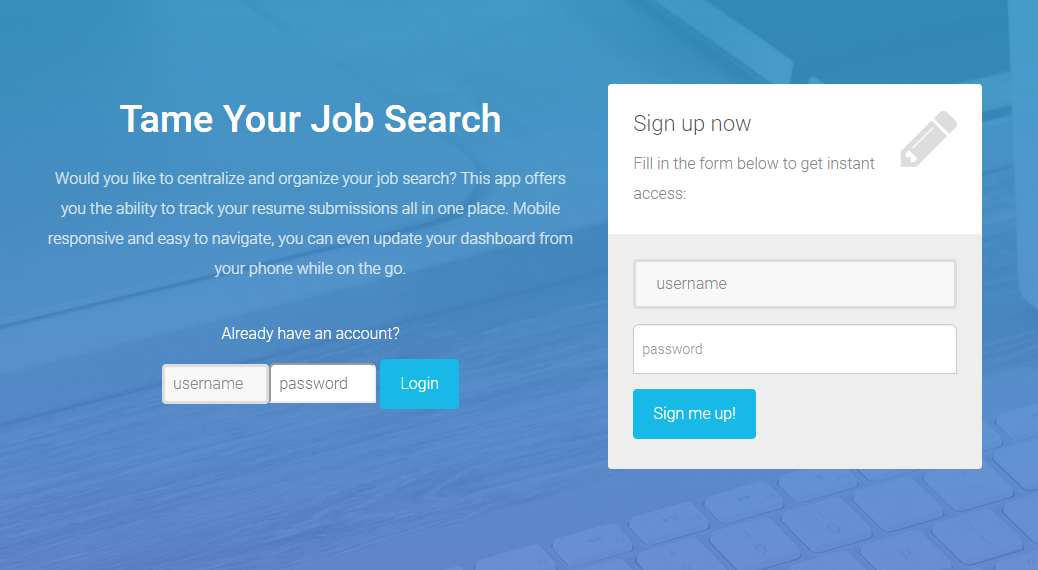 Tame Your Job Search
Would you like to centralize and organize your job search? This app offers
you the ability to track your resume submissions all in one place. Mobile
responsive and easy to navigate, you can even update your dashboard from
your phone while on the go.
Already have an account?
username password Login
Sign up now
Fill in the form below to get instant
access:
username
password
Sign me up!